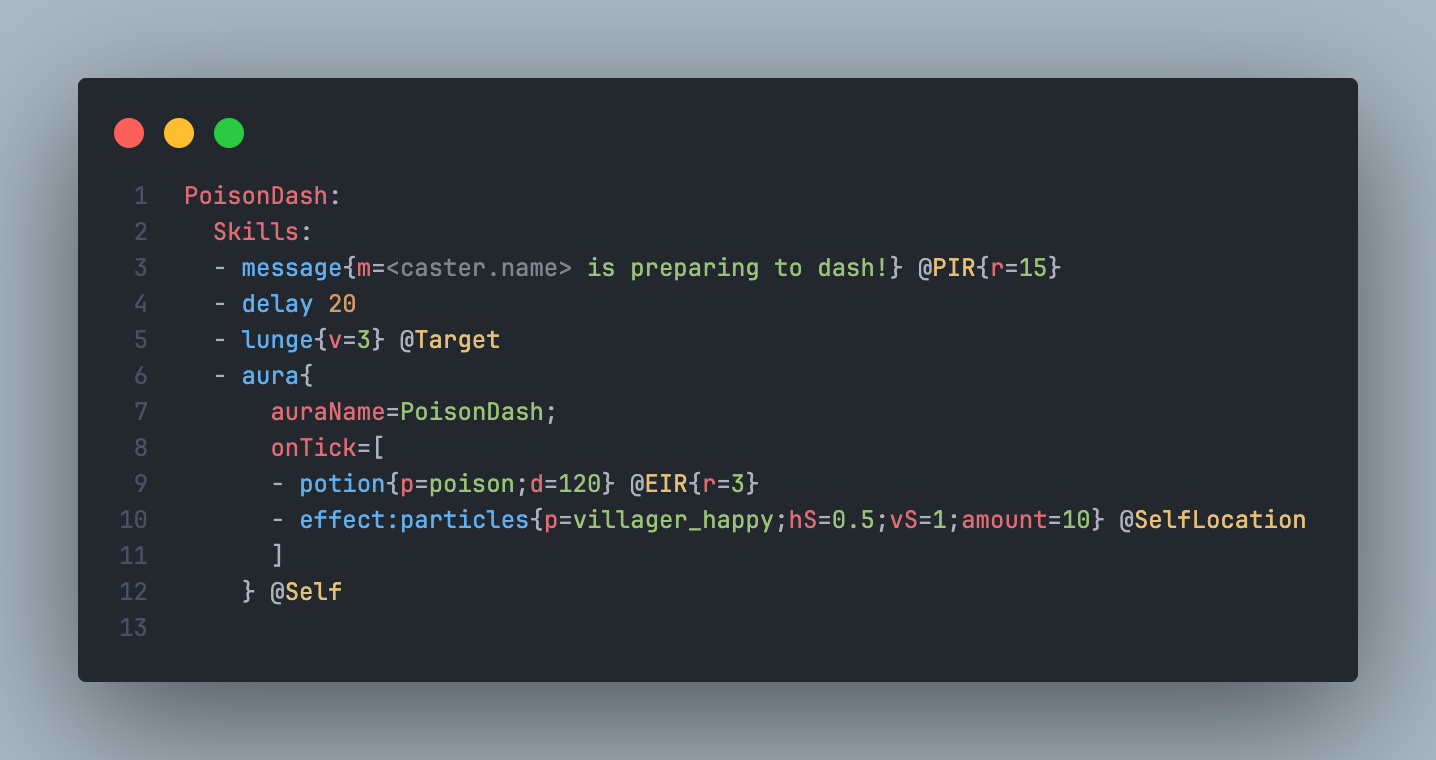 1 PoisonDash:
2   Skills:
3   - message{m=<caster.name> is preparing to dash!} @PIR{r=15}
4   - delay 20
5   - lunge{v=3} @Target
6   - aura{
7       auraName=PoisonDash;
8       onTick=[
9       - potion{p=poison;d=120} @EIR{r=3}
10       - effect:particles{p=villager_happy;hS=0.5;vS=1;amount=10} @SelfLocation
11       ]
12     } @Self
13